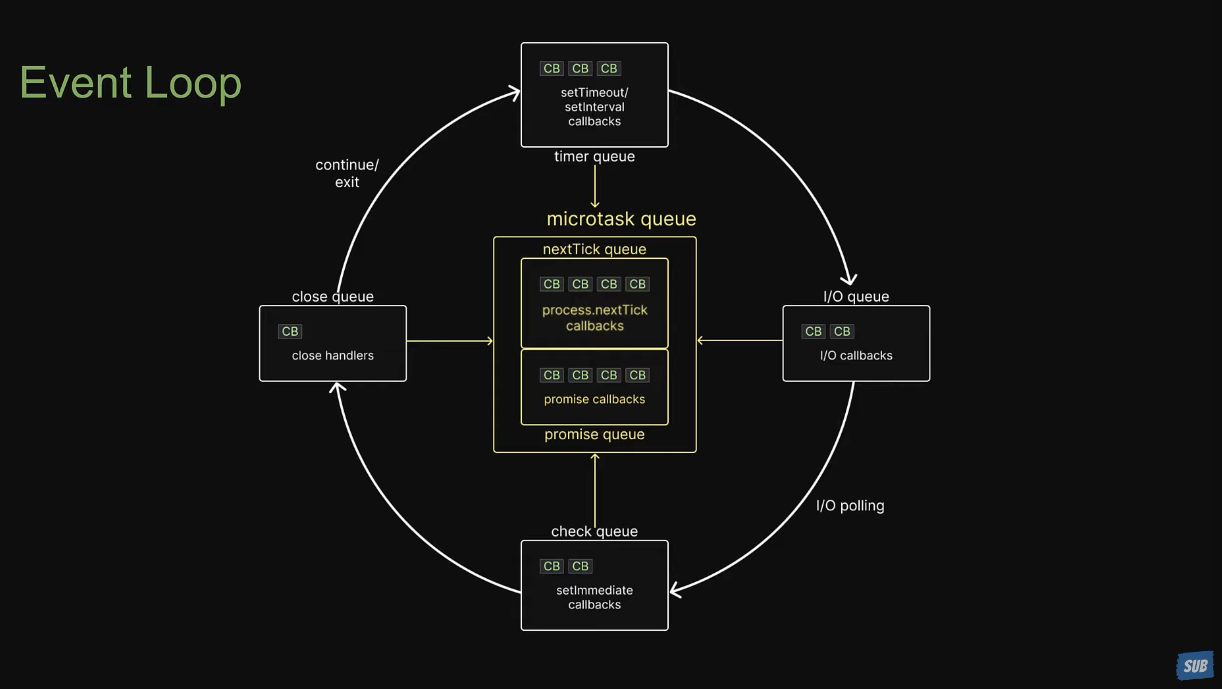 Event Loop
CB CB CB
setTimeout/
setInterval
callbacks
timer queue
continue/
exit
microtask queue
nextTick queue
CB CB CB CB
process.nextTick
callbacks
CB CB CB CB
promise callbacks
promise queue
close queue
CB
close handlers
I/O queue
CB CB
I/O callbacks
I/O polling
check queue
CB CB
setImmediate
callbacks
SUB